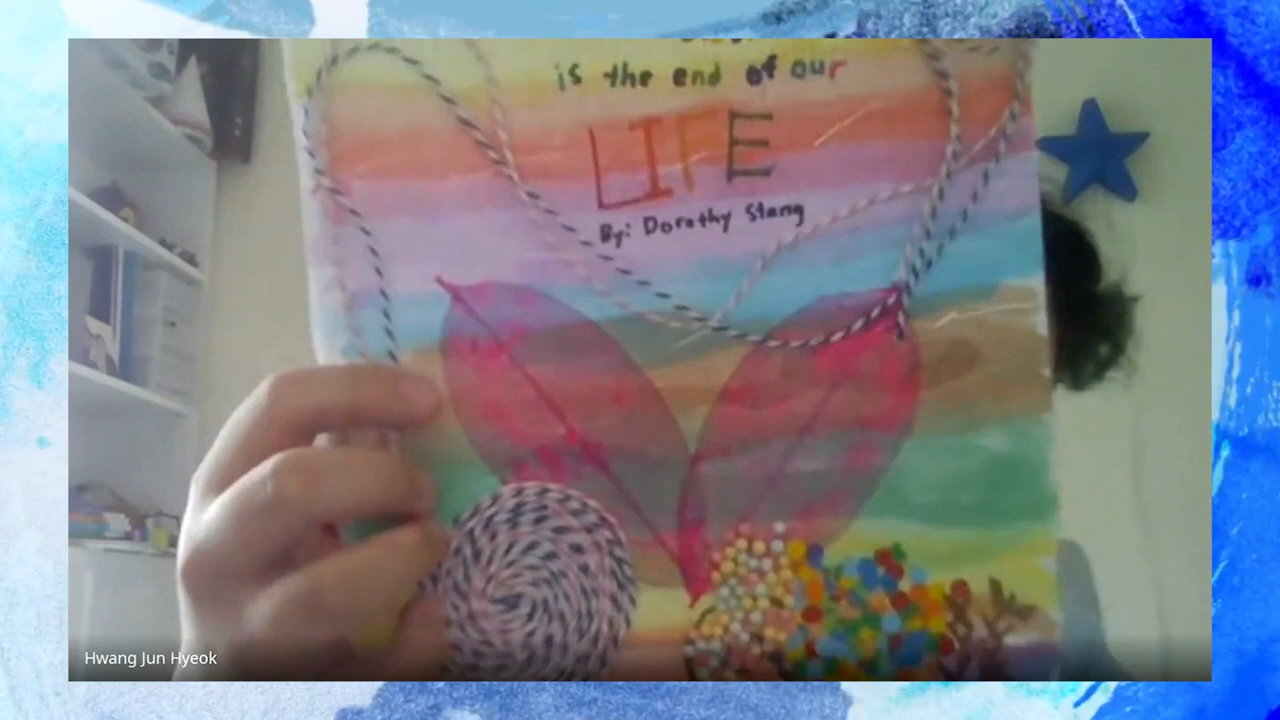 is the end of our
LIFE
By: Dorothy Stang
Hwang Jun Hyeok